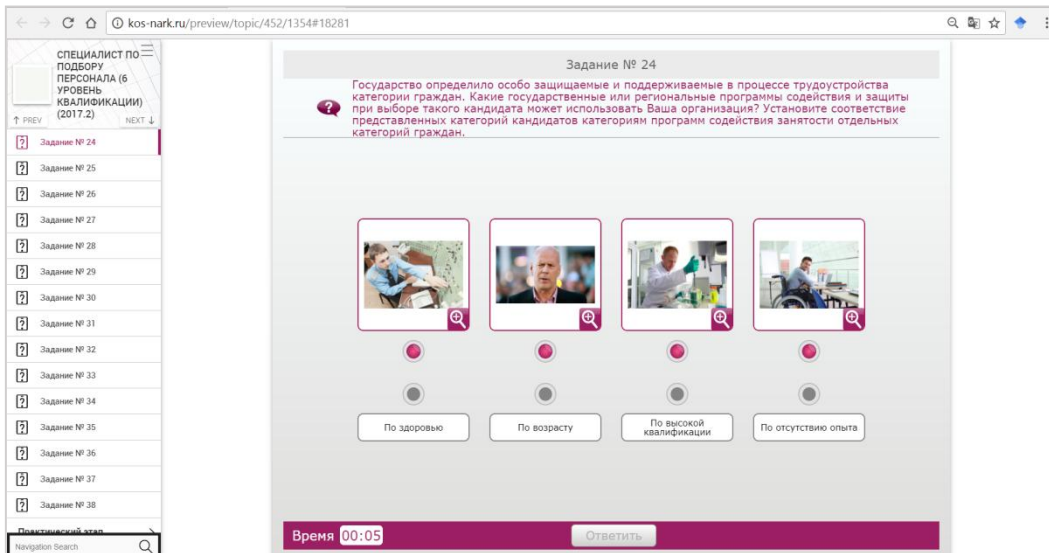 kos-nark.ru/preview/topic/452/1354#18281
СПЕЦИАЛИСТ ПО
ПОДБОРУ
ПЕРСОНАЛА (6
УРОВЕНЬ
КВАЛИФИКАЦИИ)
(2017.2)
↑ PREV
NEXT ↓
Задание № 24
Задание № 25
Задание № 26
Задание № 27
Задание № 28
Задание № 29
Задание № 30
Задание № 31
Задание № 32
Задание № 33
Задание № 34
Задание № 35
Задание № 36
Задание № 37
Задание № 38
Практический этап
Navigation Search
Задание № 24
Государство определило особо защищаемые и поддерживаемые в процессе трудоустройства
категории граждан. Какие государственные или региональные программы содействия и защиты
при выборе такого кандидата может использовать Ваша организация? Установите соответствие
представленных категорий кандидатов категориям программ содействия занятости отдельных
категорий граждан.
По здоровью
По возрасту
По высокой
квалификации
По отсутствию опыта
Время 00:05
Ответить